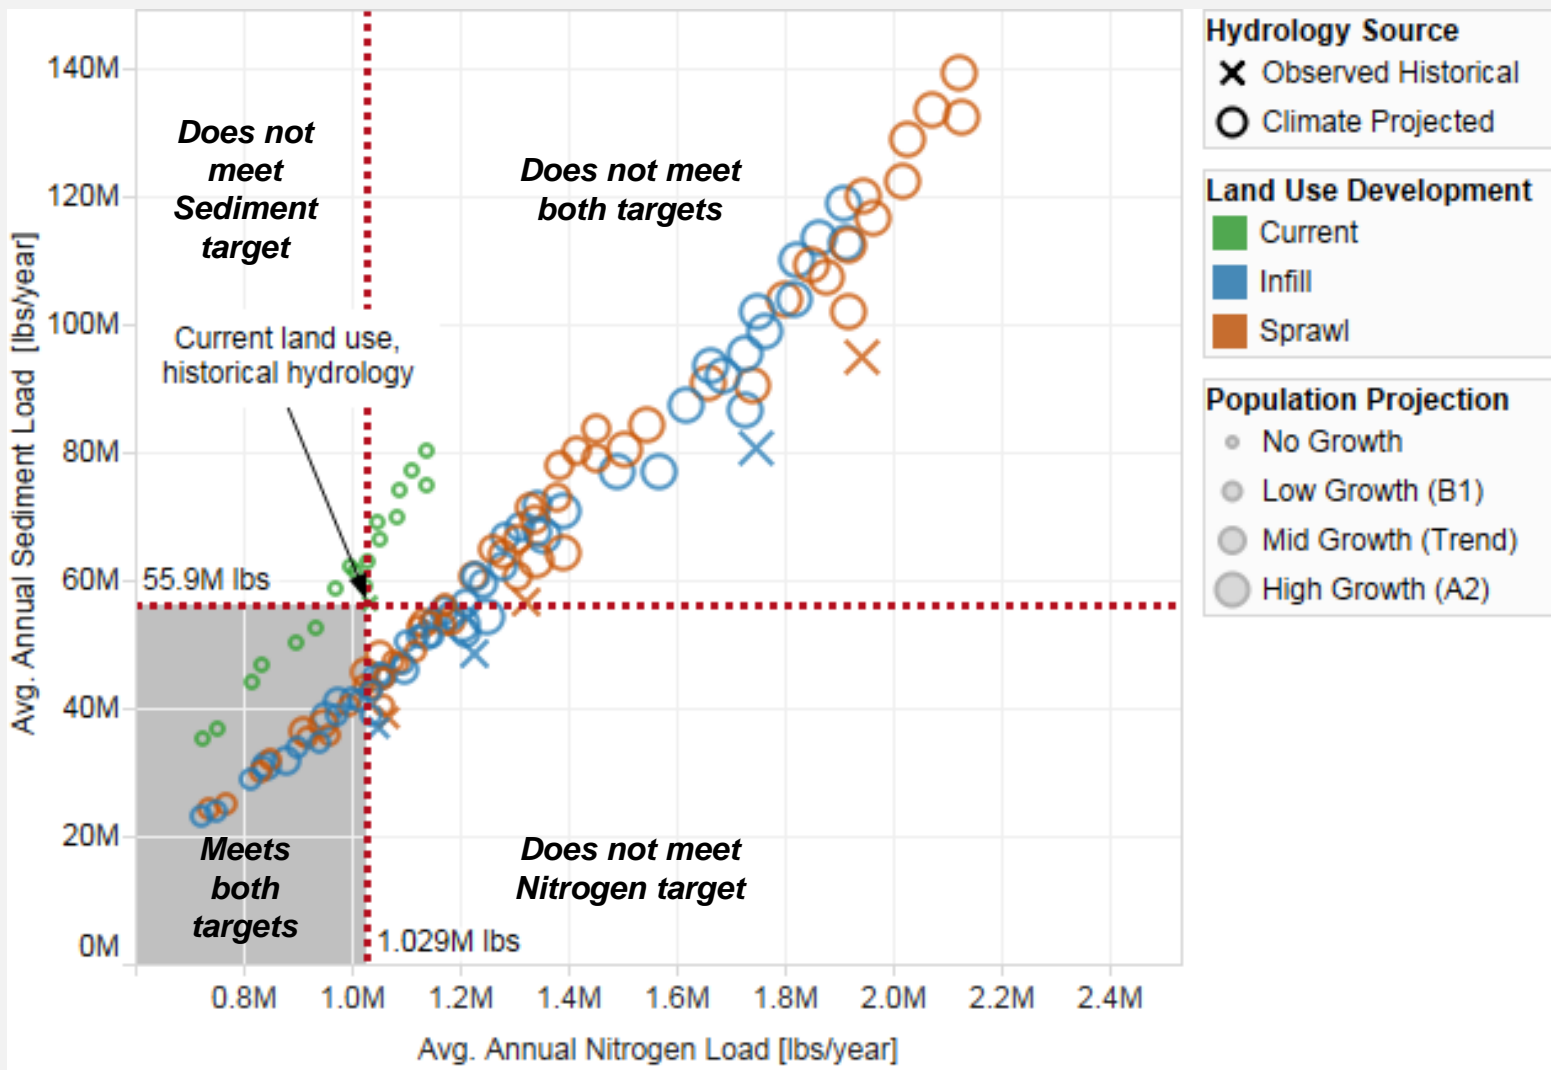 140M
120M
100M
80M
60M
40M
20M
0M
Avg. Annual Sediment Load [lbs/year]
Does not
meet
Sediment
target
Does not meet
both targets
Current land use,
historical hydrology
55.9M lbs
Meets
both
targets
Does not meet
Nitrogen target
1.029M lbs
0.8M
1.0M
1.2M
1.4M
1.6M
1.8M
2.0M
2.2M
2.4M
Avg. Annual Nitrogen Load [lbs/year]
Hydrology Source
Observed Historical
Climate Projected
Land Use Development
Current
Infill
Sprawl
Population Projection
No Growth
Low Growth (B1)
Mid Growth (Trend)
High Growth (A2)